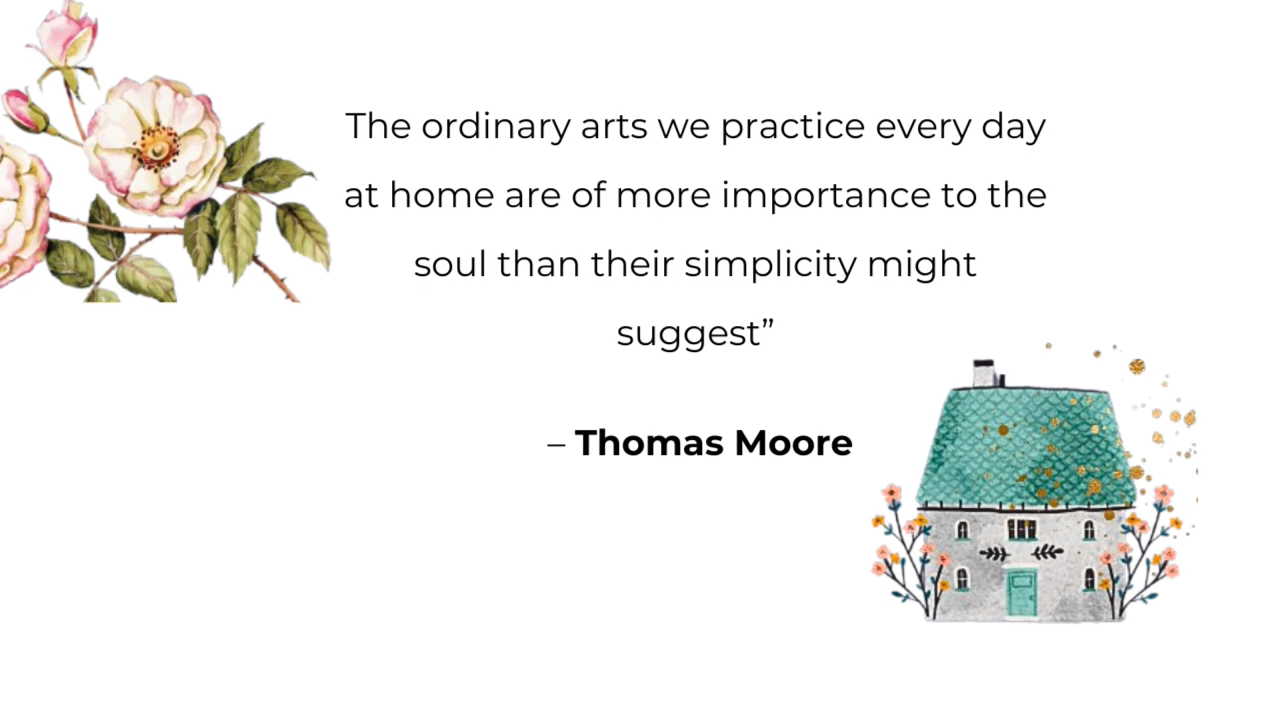 The ordinary arts we practice every day
at home are of more importance to the
soul than their simplicity might
suggest”
– Thomas Moore